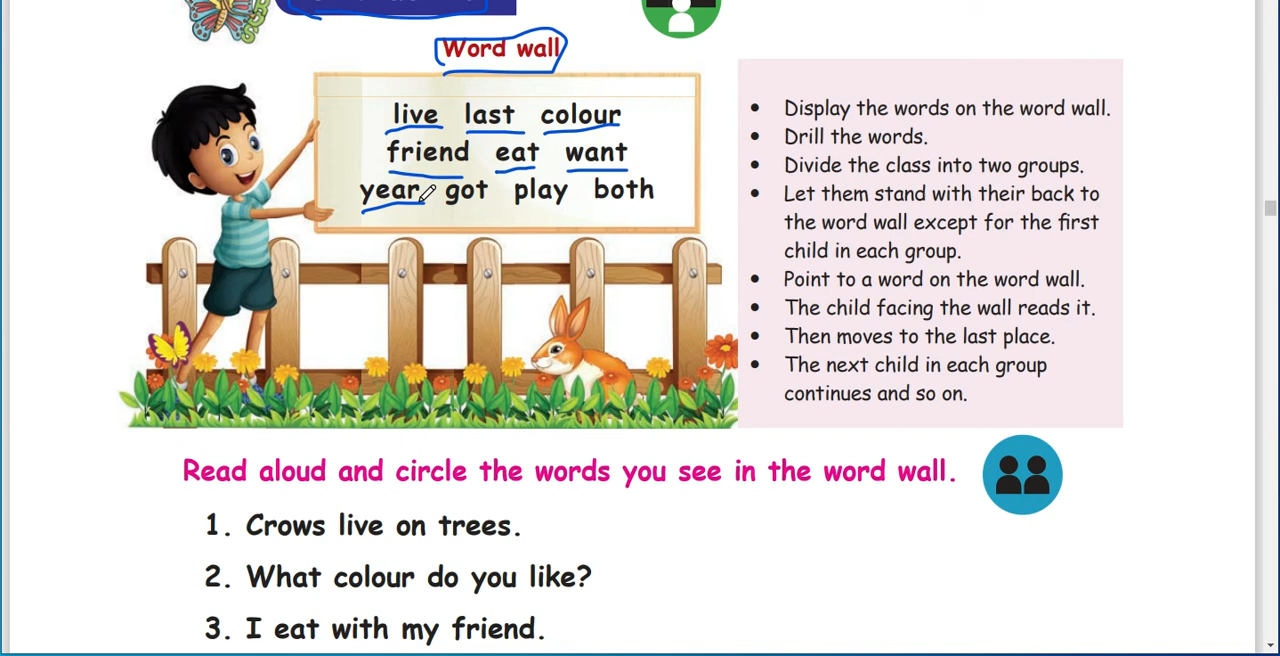 Word wall
live last colour
friend eat want
year got play both
• Display the words on the word wall.
• Drill the words.
• Divide the class into two groups.
• Let them stand with their back to
the word wall except for the first
child in each group.
• Point to a word on the word wall.
• The child facing the wall reads it.
• Then moves to the last place.
• The next child in each group
continues and so on.
Read aloud and circle the words you see in the word wall.
1. Crows live on trees.
2. What colour do you like?
3. I eat with my friend.